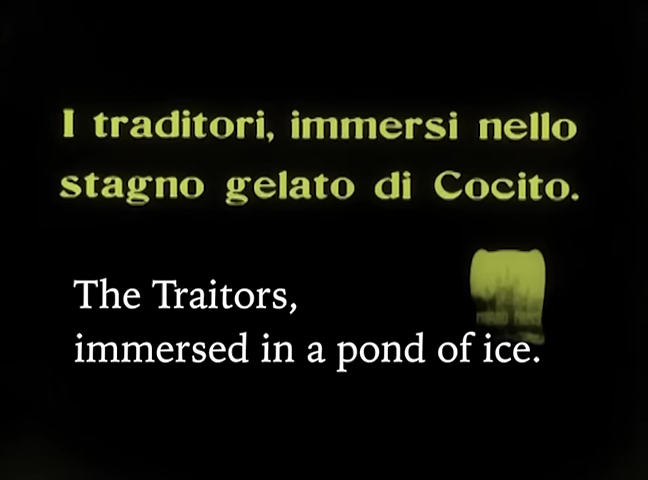 I traditori, immersi nello
stagno gelato di Cocito.
The Traitors,
immersed in a pond of ice.